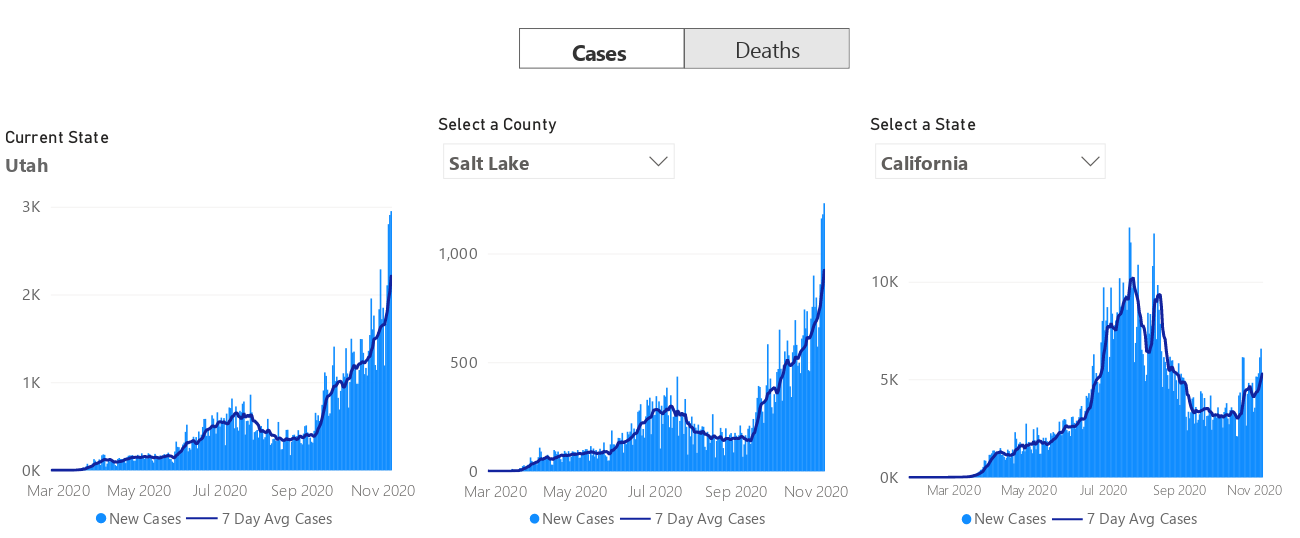 Cases
Deaths
Current State
Utah
3K
2K
1K
0K
Mar 2020 May 2020 Jul 2020 Sep 2020 Nov 2020
New Cases 7 Day Avg Cases
Select a County
Salt Lake
1,000
500
0
Mar 2020 May 2020 Jul 2020 Sep 2020 Nov 2020
New Cases 7 Day Avg Cases
Select a State
California
10K
5K
0K
Mar 2020 May 2020 Jul 2020 Sep 2020 Nov 2020
New Cases 7 Day Avg Cases